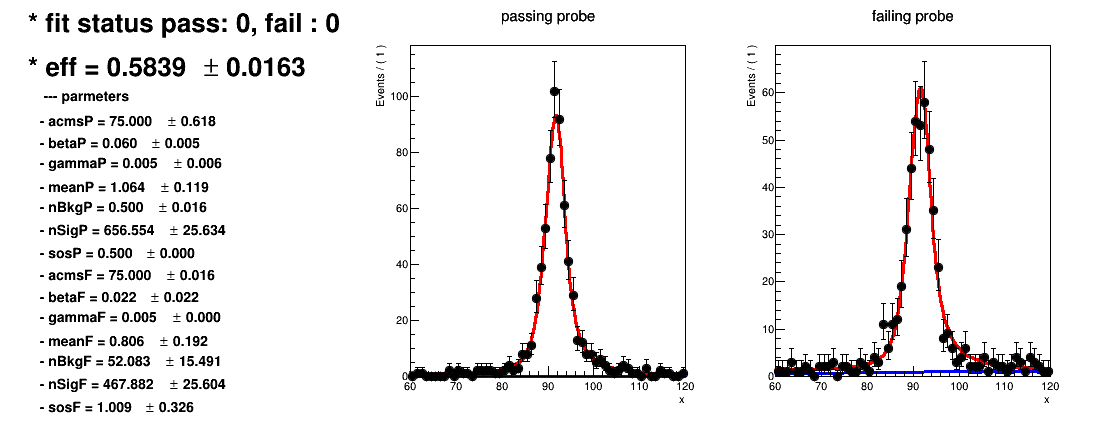 * fit status pass: 0, fail : 0
* eff = 0.5839 ± 0.0163
--- parmeters
- acmsP = 75.000 ± 0.618
- betaP = 0.060 ± 0.005
- gammaP = 0.005 ± 0.006
- meanP = 1.064 ± 0.119
- nBkgP = 0.500 ± 0.016
- nSigP = 656.554 ± 25.634
- sosP = 0.500 ± 0.000
- acmsF = 75.000 ± 0.016
- betaF = 0.022 ± 0.022
- gammaF = 0.005 ± 0.000
- meanF = 0.806 ± 0.192
- nBkgF = 52.083 ± 15.491
- nSigF = 467.882 ± 25.604
- sosF = 1.009 ± 0.326
passing probe
Events / ( 1 )
100
80
60
40
20
0
60 70 80 90 100 110 120
x
failing probe
Events / ( 1 )
60
50
40
30
20
10
0
60 70 80 90 100 110 120
x